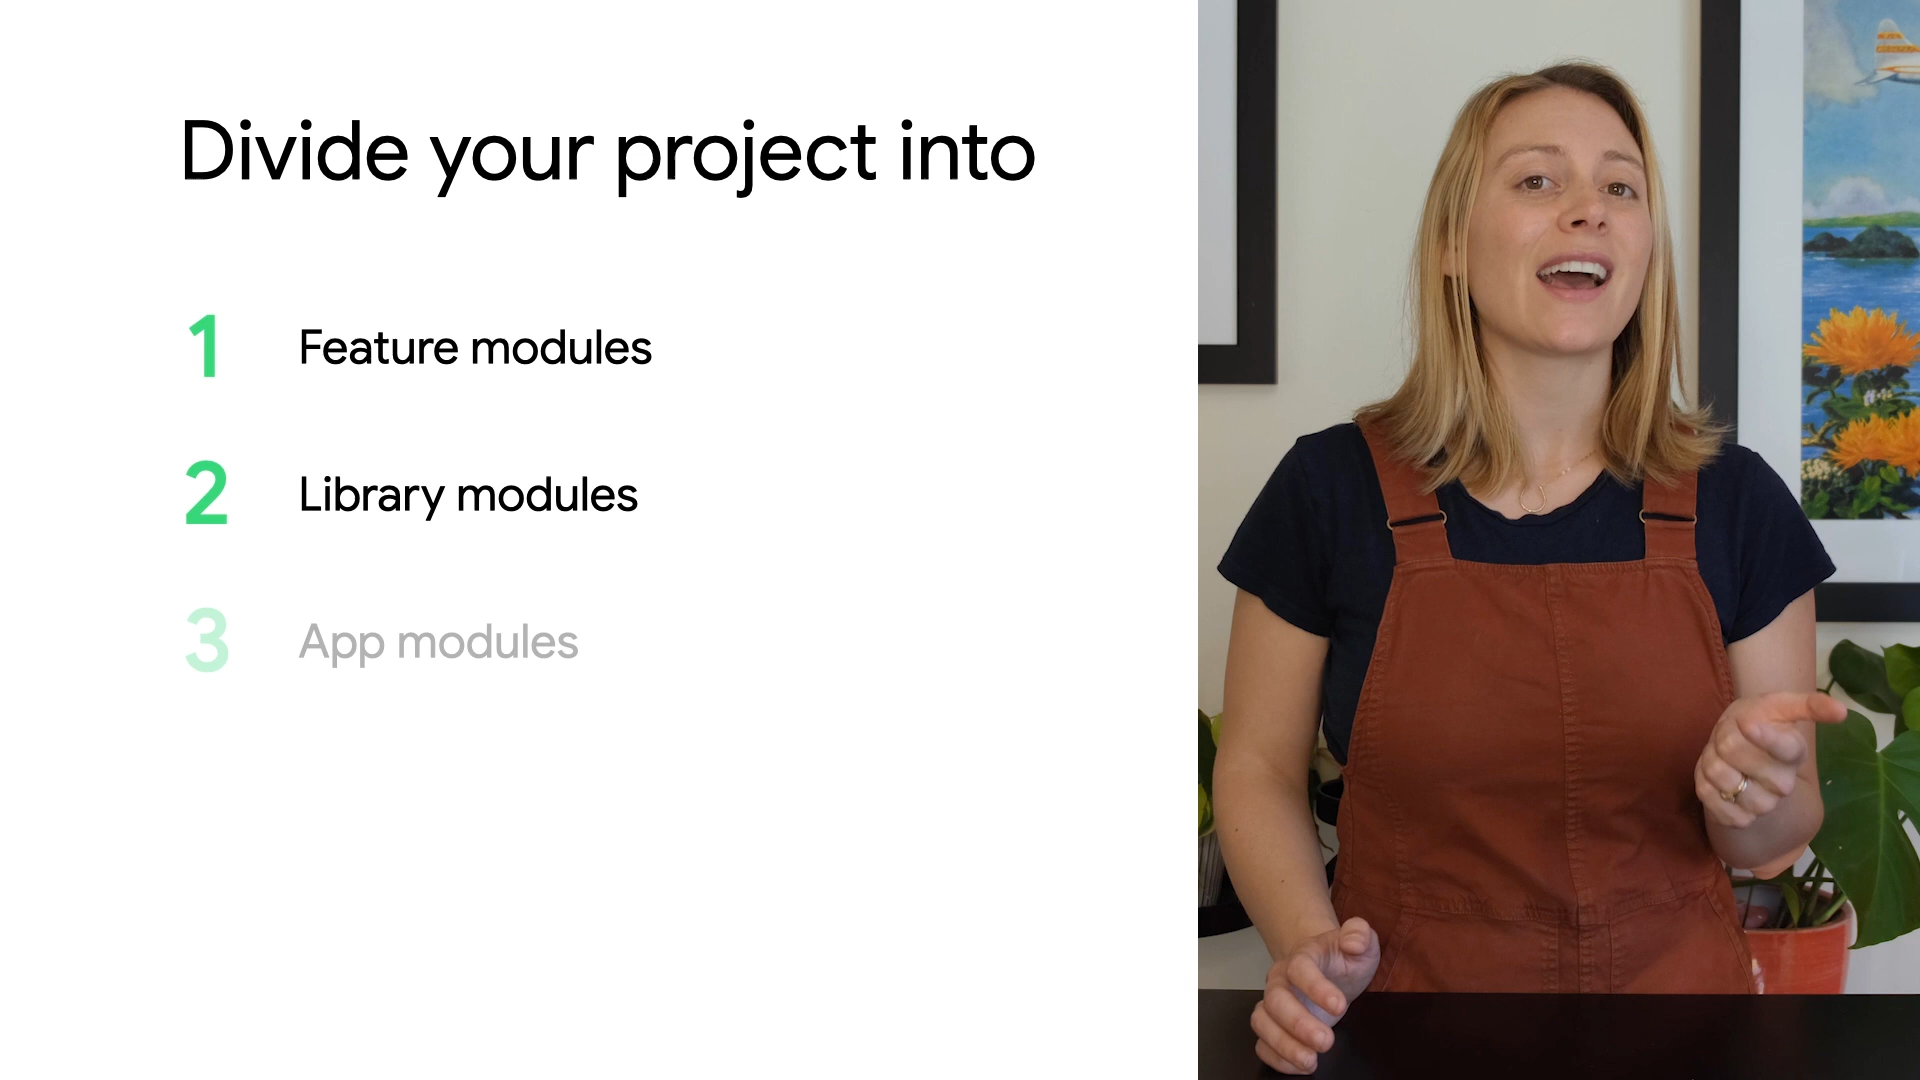 Divide your project into
1 Feature modules
2 Library modules
3 App modules